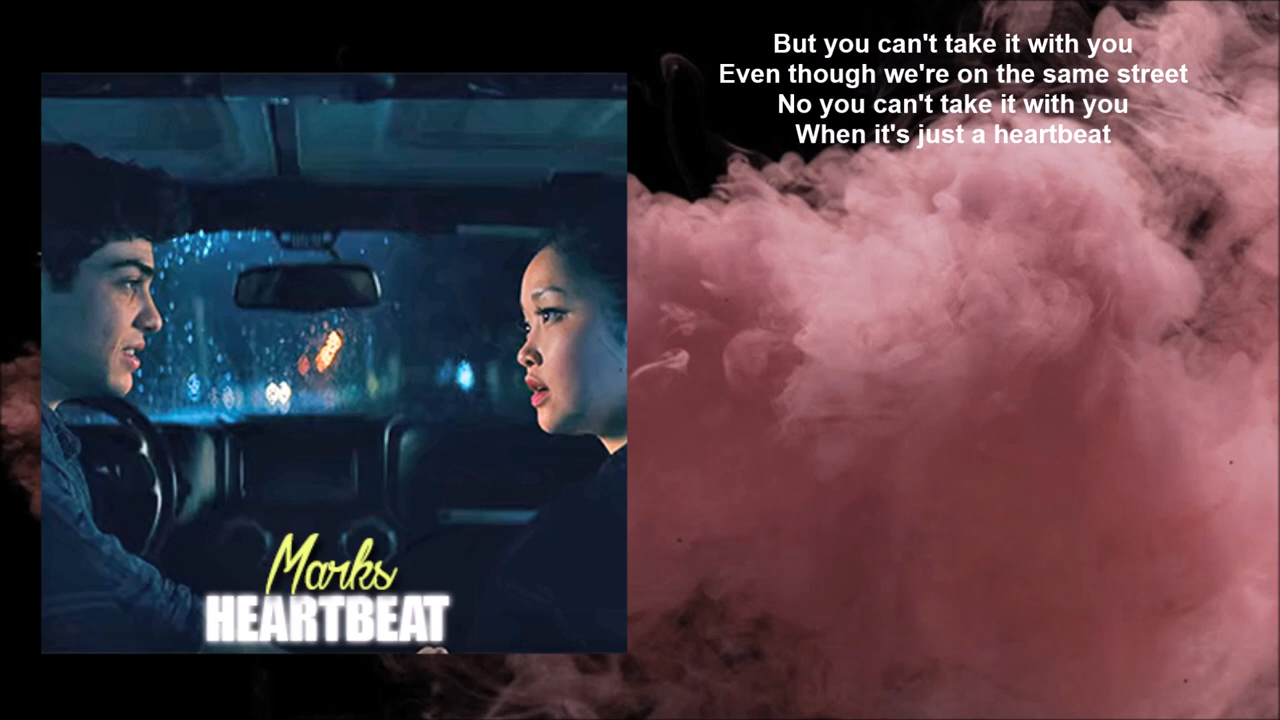 But you can't take it with you
Even though we're on the same street
No you can't take it with you
When it's just a heartbeat
Marks
HEARTBEAT